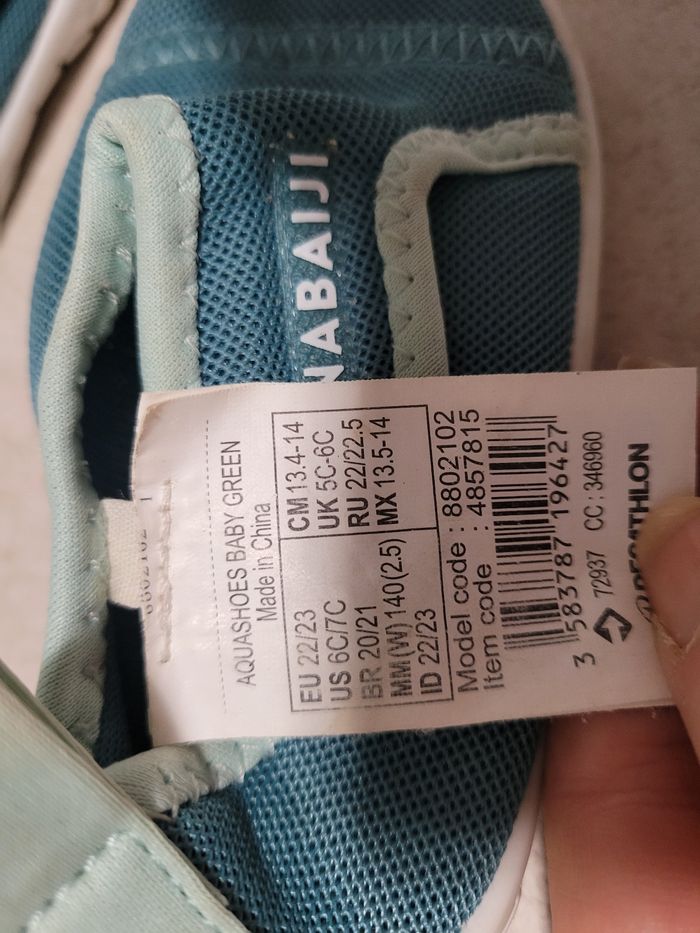 NABAIJI
AQUASHOES BABY GREEN
Made in China
EU 22/23 CM 13.4-14
US 6C/7C UK 5C-6C
BR 20/21 RU 22/22.5
MM(W) 140(2.5) MX 13.5-14
ID 22/23
Model code : 8802102
Item code : 4857815
3 583787 196427
72937 CC : 346960
DECATHLON